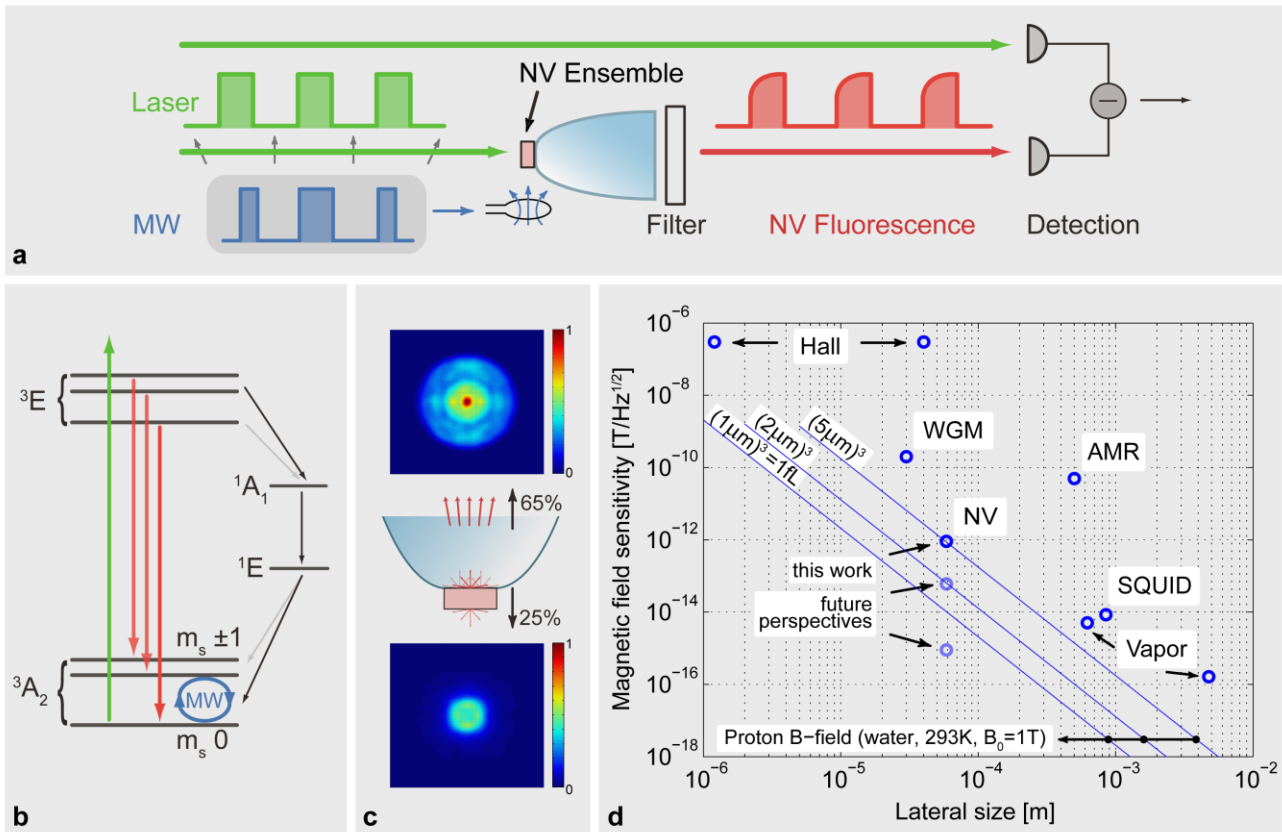 NV Ensemble
Laser
MW
Filter
NV Fluorescence
Detection
a
³E
¹A₁
¹E
mₛ ±1
³A₂
MW
mₛ 0
b
1
0
65%
25%
1
0
c
Magnetic field sensitivity [T/Hz^1/2]
10⁻⁶
10⁻⁸
10⁻¹⁰
10⁻¹²
10⁻¹⁴
10⁻¹⁶
10⁻¹⁸
Hall
(1μm)³=1fL
(2μm)³
(5μm)³
WGM
AMR
NV
this work
future
perspectives
SQUID
Vapor
Proton B−field (water, 293K, B₀=1T)
10⁻⁶
10⁻⁵
10⁻⁴
10⁻³
10⁻²
Lateral size [m]
d